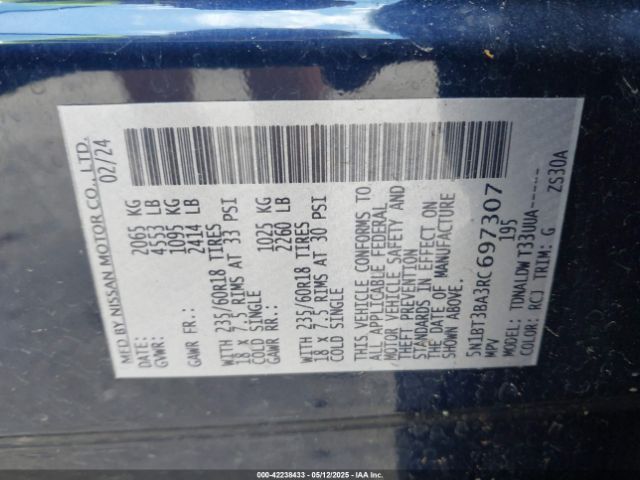 MFD BY NISSAN MOTOR CO., LTD.
DATE: 02/24
GVWR: 2065 KG
4553 LB
GAWR FR.: 1095 KG
2414 LB
WITH 235/60R18 TIRES
18 X 7.5 RIMS AT 33 PSI
COLD SINGLE
GAWR RR.: 1025 KG
2260 LB
WITH 235/60R18 TIRES
18 X 7.5 RIMS AT 30 PSI
COLD SINGLE
THIS VEHICLE CONFORMS TO
ALL APPLICABLE FEDERAL
MOTOR VEHICLE SAFETY AND
THEFT PREVENTION
STANDARDS IN EFFECT ON
THE DATE OF MANUFACTURE
SHOWN ABOVE.
5N1BT3BA3RC697307
MPV 195
MODEL: TDNALDW T33UUA-----
COLOR: RCJ TRIM: G ZS30A
000-42238433 - 05/12/2025 - IAAI.COM